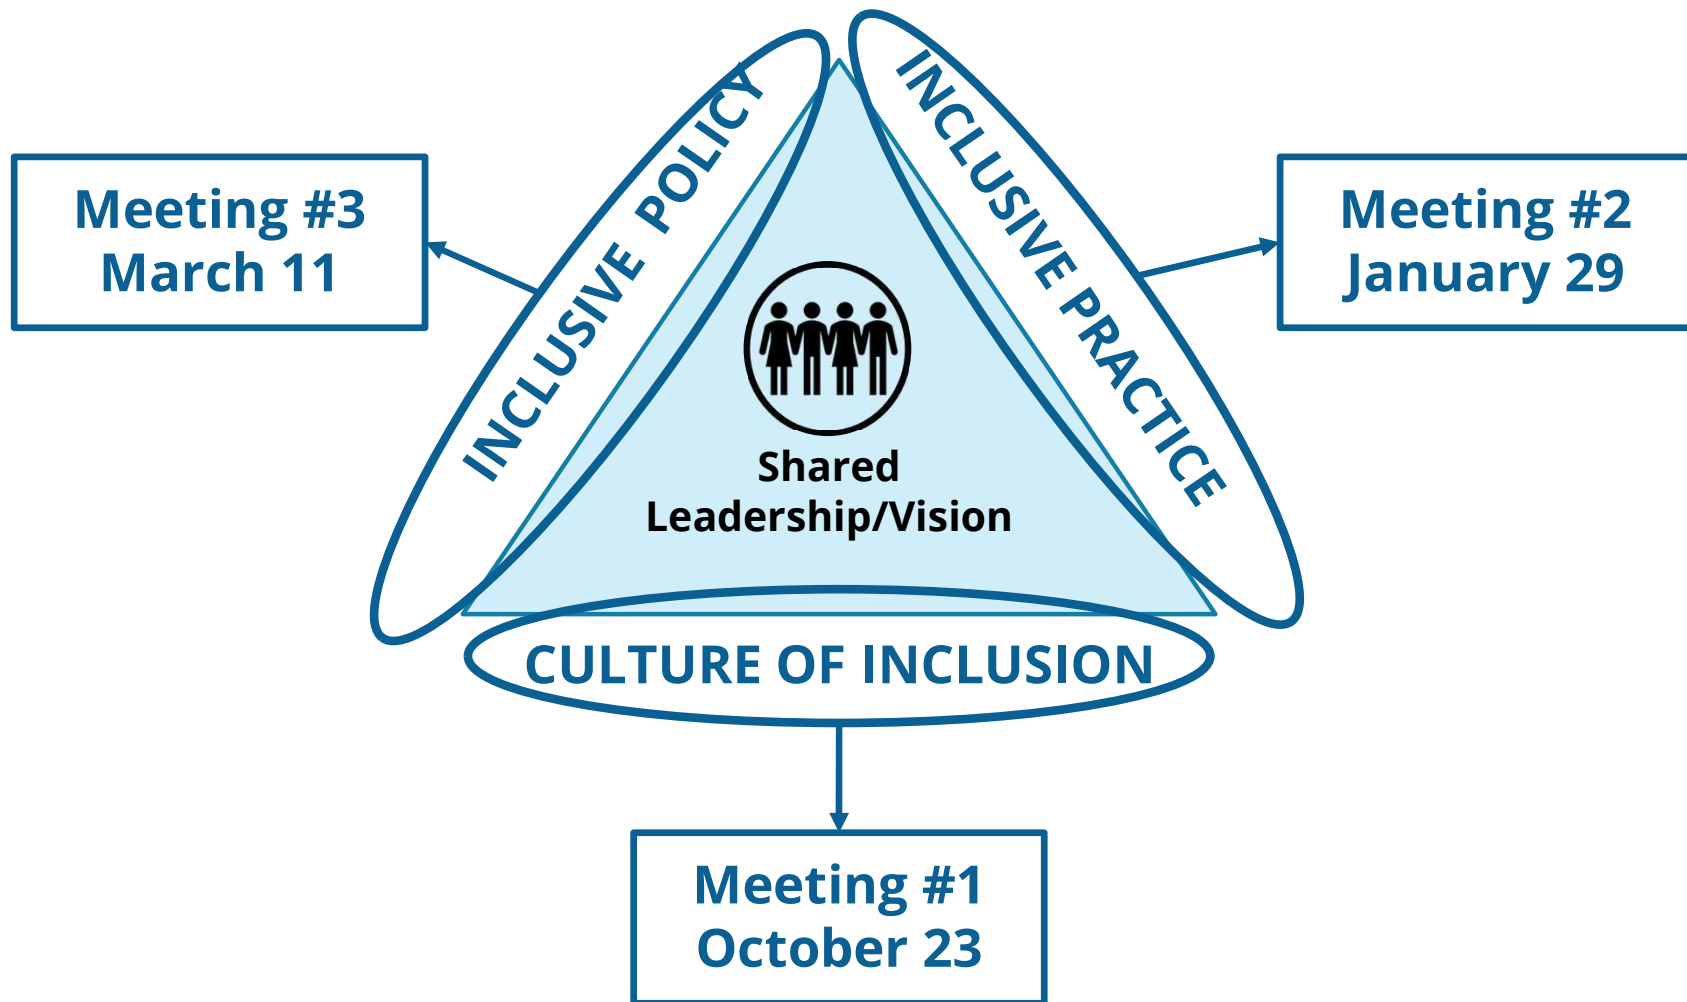 INCLUSIVE POLICY
INCLUSIVE PRACTICE
Meeting #3
March 11
Meeting #2
January 29
Shared
Leadership/Vision
CULTURE OF INCLUSION
Meeting #1
October 23